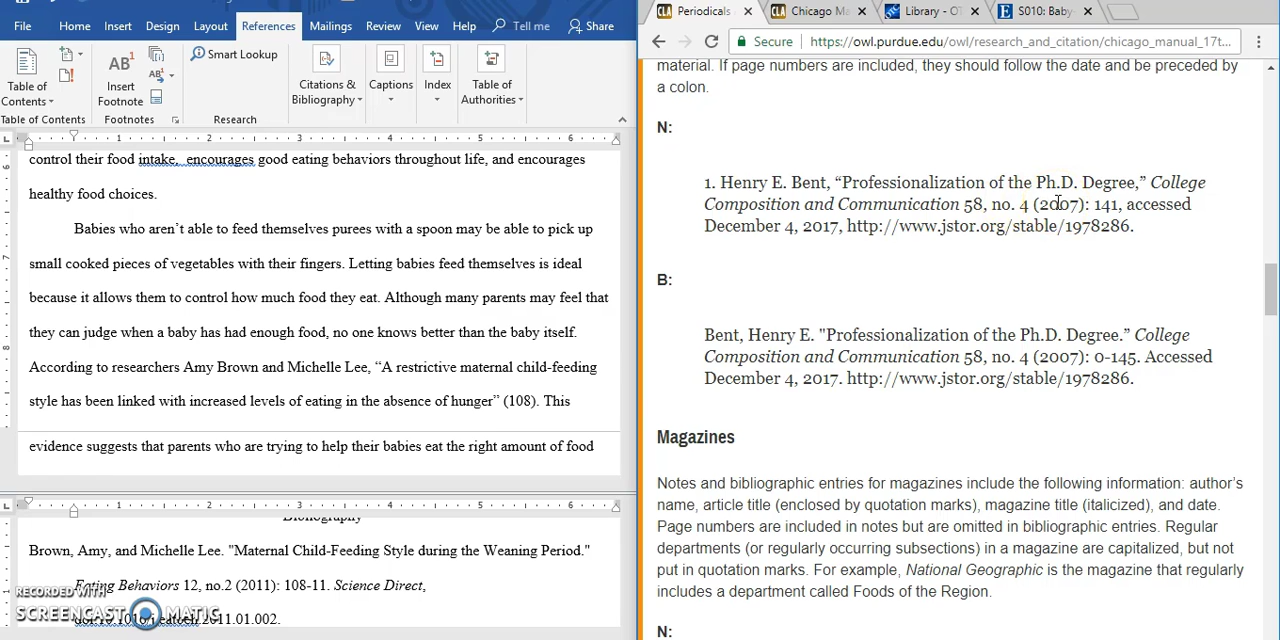 File Insert Design Layout References Mailings Review View Help Tell me Share
Table of
Contents
Table of Contents
AB¹
Insert
Footnote
AB
Footnotes
Smart Lookup
Research
Citations &
Bibliography
Captions
Index
Table of
Authorities
1 2 3 4 5 6
control their food intake,  encourages good eating behaviors throughout life, and encourages
healthy food choices.
Babies who aren’t able to feed themselves purees with a spoon may be able to pick up
small cooked pieces of vegetables with their fingers. Letting babies feed themselves is ideal
because it allows them to control how much food they eat. Although many parents may feel that
they can judge when a baby has had enough food, no one knows better than the baby itself.
According to researchers Amy Brown and Michelle Lee, “A restrictive maternal child-feeding
style has been linked with increased levels of eating in the absence of hunger” (108). This
evidence suggests that parents who are trying to help their babies eat the right amount of food
1 2 3 4 5 6
Bibliography
Brown, Amy, and Michelle Lee. "Maternal Child-Feeding Style during the Weaning Period."
Eating Behaviors 12, no.2 (2011): 108-11. Science Direct,
RECORDED WITH
SCREENCAST MATIC
Periodicals
Chicago Ma
Library - OT
S010: Baby-
Secure https://owl.purdue.edu/owl/research_and_citation/chicago_manual_17t...
material. If page numbers are included, they should follow the date and be preceded by
a colon.
N:
1. Henry E. Bent, “Professionalization of the Ph.D. Degree,” College
Composition and Communication 58, no. 4 (2007): 141, accessed
December 4, 2017, http://www.jstor.org/stable/1978286.
B:
Bent, Henry E. "Professionalization of the Ph.D. Degree.” College
Composition and Communication 58, no. 4 (2007): 0-145. Accessed
December 4, 2017. http://www.jstor.org/stable/1978286.
Magazines
Notes and bibliographic entries for magazines include the following information: author’s
name, article title (enclosed by quotation marks), magazine title (italicized), and date.
Page numbers are included in notes but are omitted in bibliographic entries. Regular
departments (or regularly occurring subsections) in a magazine are capitalized, but not
put in quotation marks. For example, National Geographic is the magazine that regularly
includes a department called Foods of the Region.
N: